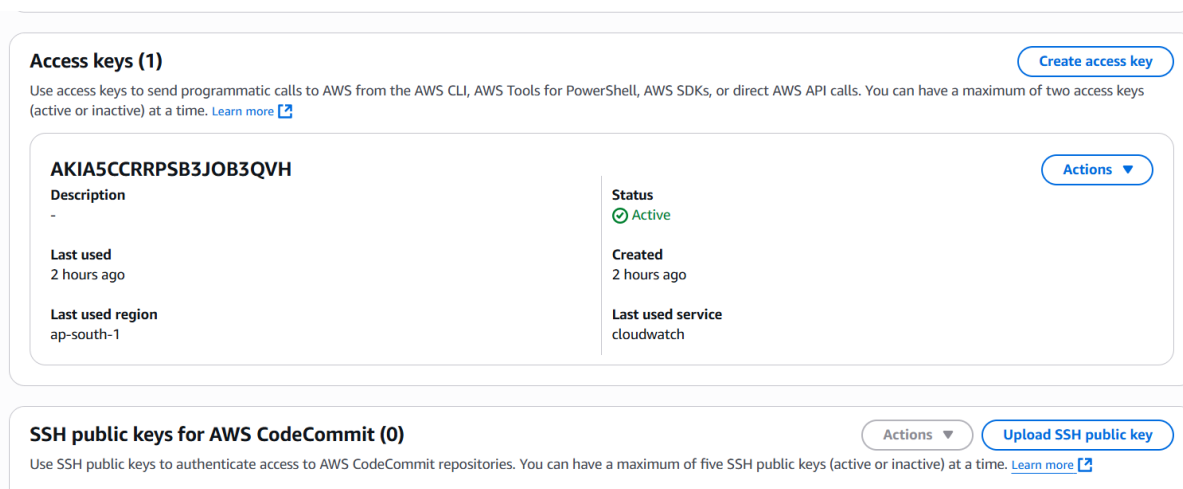 Access keys (1)
Create access key
Use access keys to send programmatic calls to AWS from the AWS CLI, AWS Tools for PowerShell, AWS SDKs, or direct AWS API calls. You can have a maximum of two access keys
(active or inactive) at a time. Learn more
AKIA5CCRRPSB3JOB3QVH
Actions
Description
-
Status
Active
Last used
2 hours ago
Created
2 hours ago
Last used region
ap-south-1
Last used service
cloudwatch
SSH public keys for AWS CodeCommit (0)
Actions
Upload SSH public key
Use SSH public keys to authenticate access to AWS CodeCommit repositories. You can have a maximum of five SSH public keys (active or inactive) at a time. Learn more